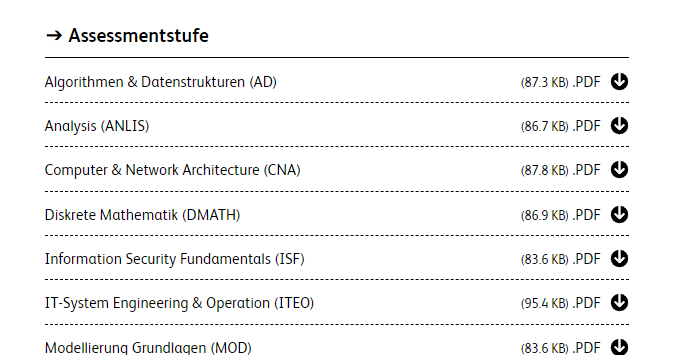 → Assessmentstufe
Algorithmen & Datenstrukturen (AD) (87.3 KB) .PDF
Analysis (ANLIS) (86.7 KB) .PDF
Computer & Network Architecture (CNA) (87.8 KB) .PDF
Diskrete Mathematik (DMATH) (86.9 KB) .PDF
Information Security Fundamentals (ISF) (83.6 KB) .PDF
IT-System Engineering & Operation (ITEO) (95.4 KB) .PDF
Modellierung Grundlagen (MOD) (83.6 KB) .PDF